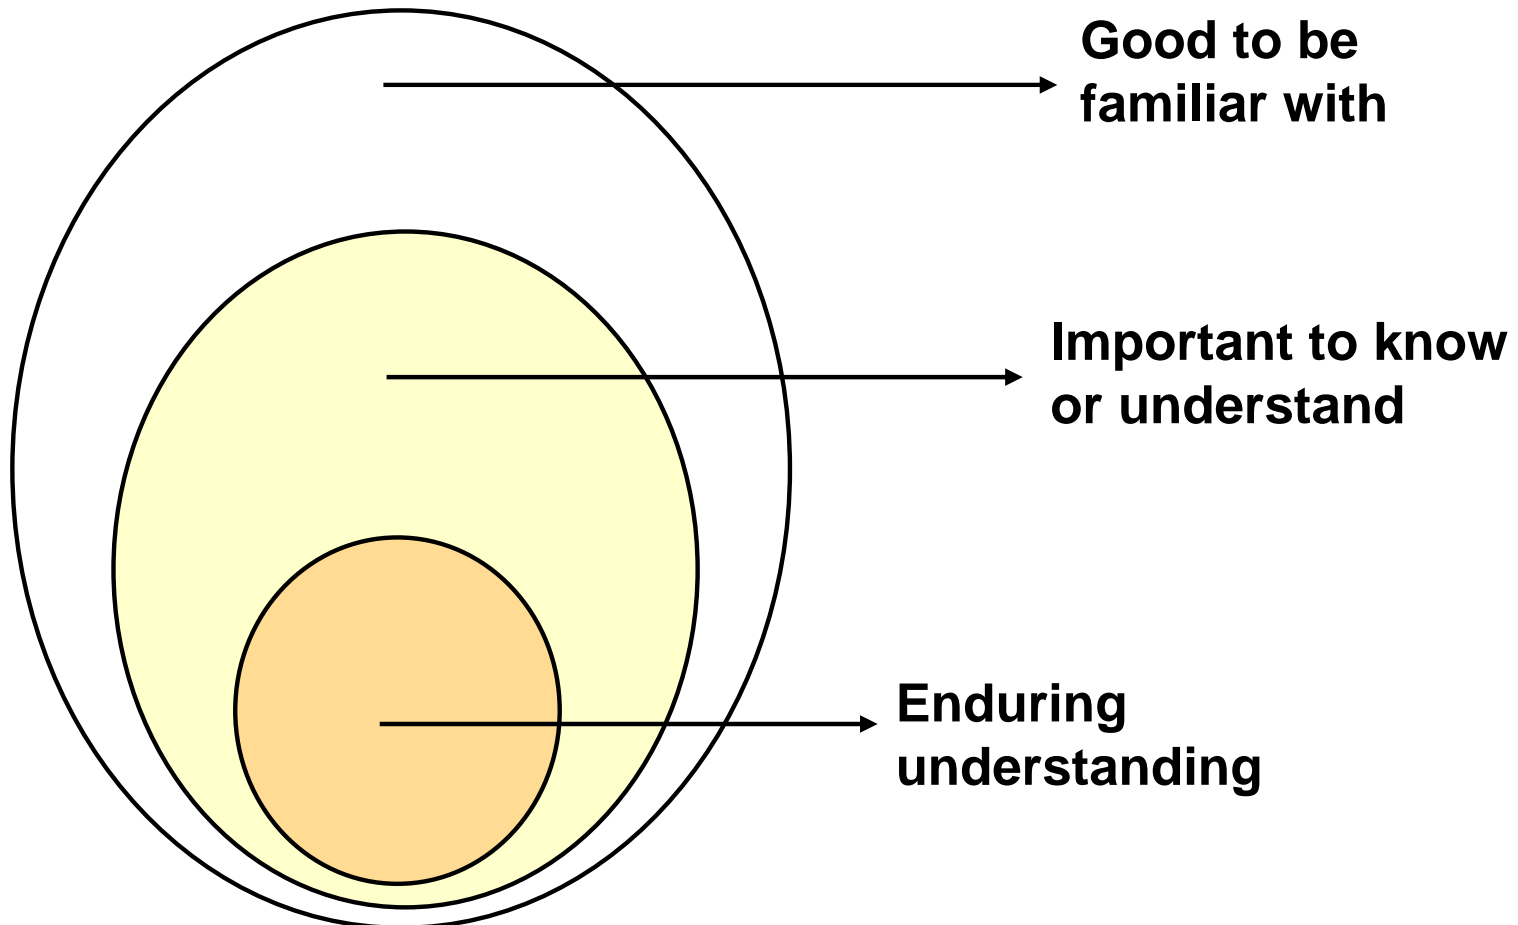 Good to be
familiar with
Important to know
or understand
Enduring
understanding